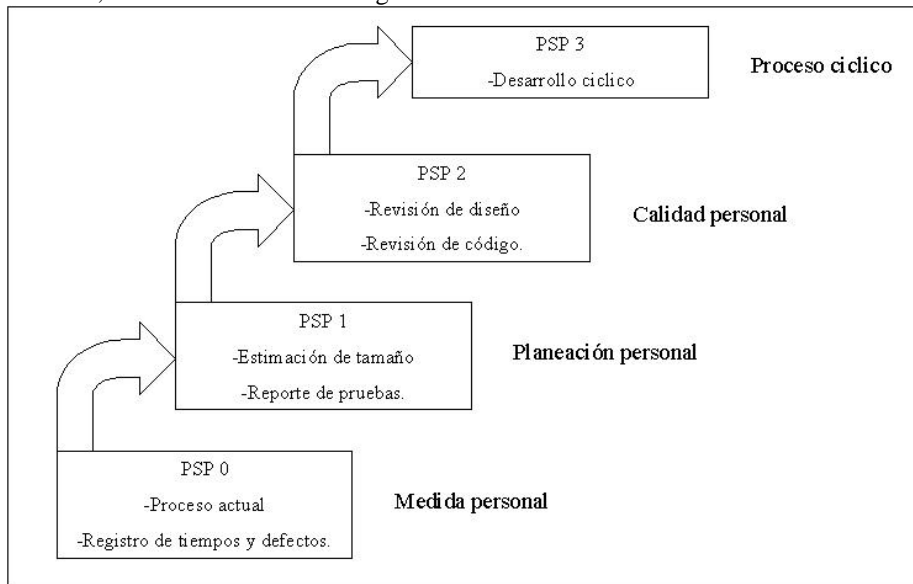 PSP 3
-Desarrollo ciclico
Proceso ciclico
PSP 2
-Revisión de diseño
-Revisión de código.
Calidad personal
PSP 1
-Estimación de tamaño
-Reporte de pruebas.
Planeación personal
PSP 0
-Proceso actual
-Registro de tiempos y defectos.
Medida personal